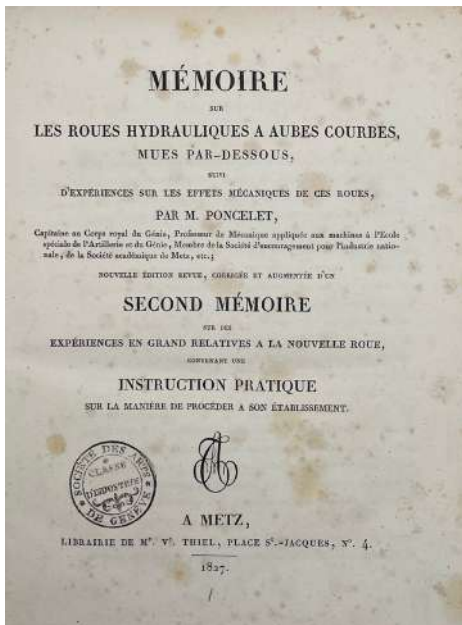 MÉMOIRE
SUR
LES ROUES HYDRAULIQUES A AUBES COURBES,
MUES PAR-DESSOUS,
SUIVI
D'EXPÉRIENCES SUR LES EFFETS MÉCANIQUES DE CES ROUES,
PAR M. PONCELET,
Capitaine au Corps royal du Génie, Professeur de Mécanique appliquée aux machines à l'Ecole
spéciale de l'Artillerie et du Génie, Membre de la Société d'encouragement pour l'industrie natio-
nale, de la Société académique de Metz, etc.;
NOUVELLE ÉDITION REVUE, CORRIGÉE ET AUGMENTÉE D'UN
SECOND MÉMOIRE
SUR DES
EXPÉRIENCES EN GRAND RELATIVES A LA NOUVELLE ROUE,
CONTENANT UNE
INSTRUCTION PRATIQUE
SUR LA MANIÈRE DE PROCÉDER A SON ÉTABLISSEMENT.
SOCIÉTÉ DES ARTS
CLASSE
D'INDUSTRIE
DE GENÈVE
A METZ,
LIBRAIRIE DE Me. Ve. THIEL, PLACE St.-JACQUES, No. 4.
1827.